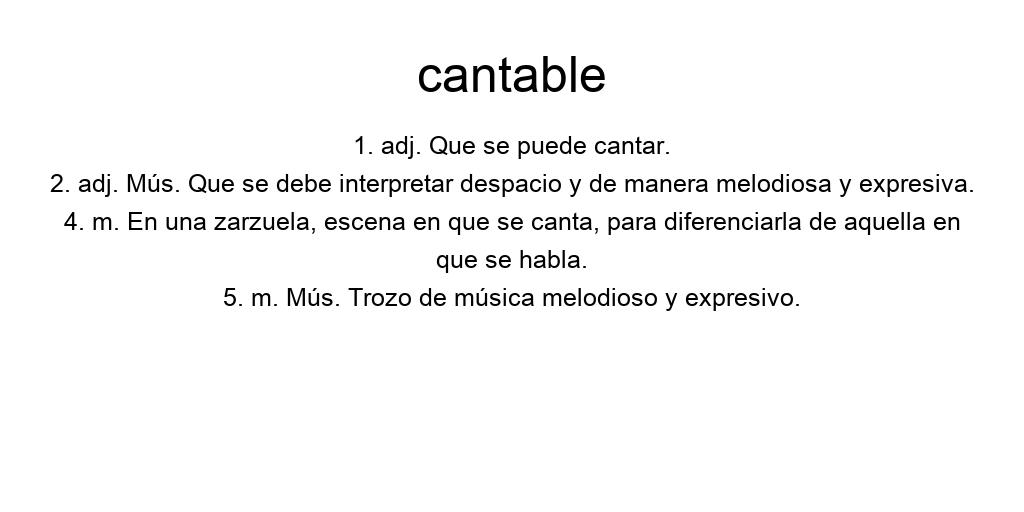 cantable
1. adj. Que se puede cantar.
2. adj. Mús. Que se debe interpretar despacio y de manera melodiosa y expresiva.
4. m. En una zarzuela, escena en que se canta, para diferenciarla de aquella en
que se habla.
5. m. Mús. Trozo de música melodioso y expresivo.